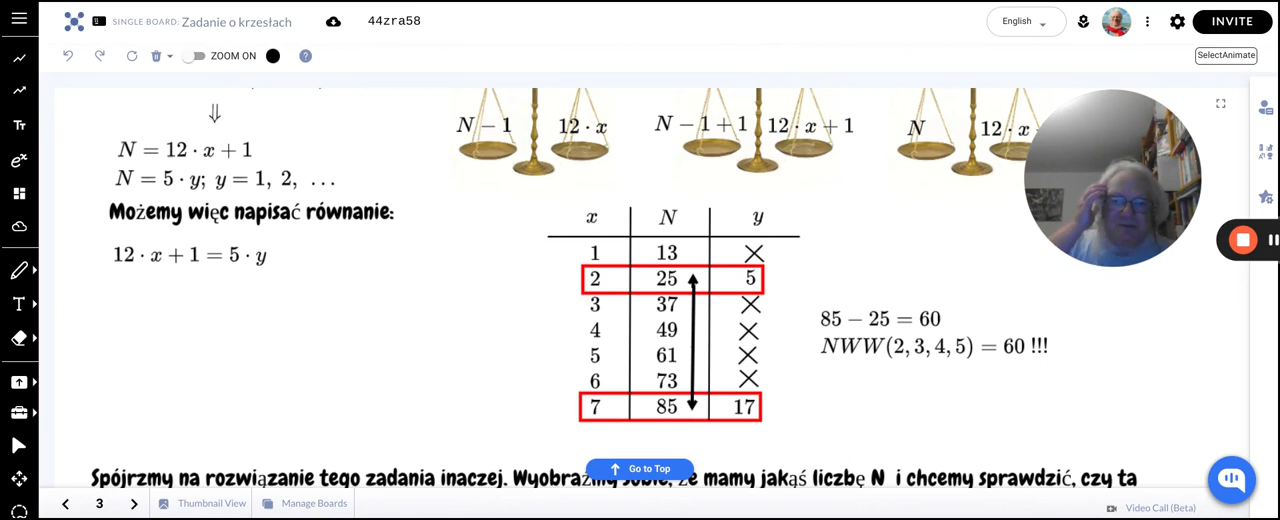 SINGLE BOARD: Zadanie o krzesłach
44zra58
English
INVITE
ZOOM ON
SelectAnimate
⇓
N = 12 · x + 1
N = 5 · y; y = 1, 2, …
Możemy więc napisać równanie:
12 · x + 1 = 5 · y
N − 1 12 · x
N − 1 + 1 12 · x + 1
N 12 · x
x N y
1 13 ×
2 25 5
3 37 ×
4 49 ×
5 61 ×
6 73 ×
7 85 17
85 − 25 = 60
NWW(2, 3, 4, 5) = 60 !!!
Go to Top
Spójrzmy na rozwiązanie tego zadania inaczej. że mamy jakąś liczbę N i chcemy sprawdzić, czy ta
3
Thumbnail View
Manage Boards
Video Call (Beta)